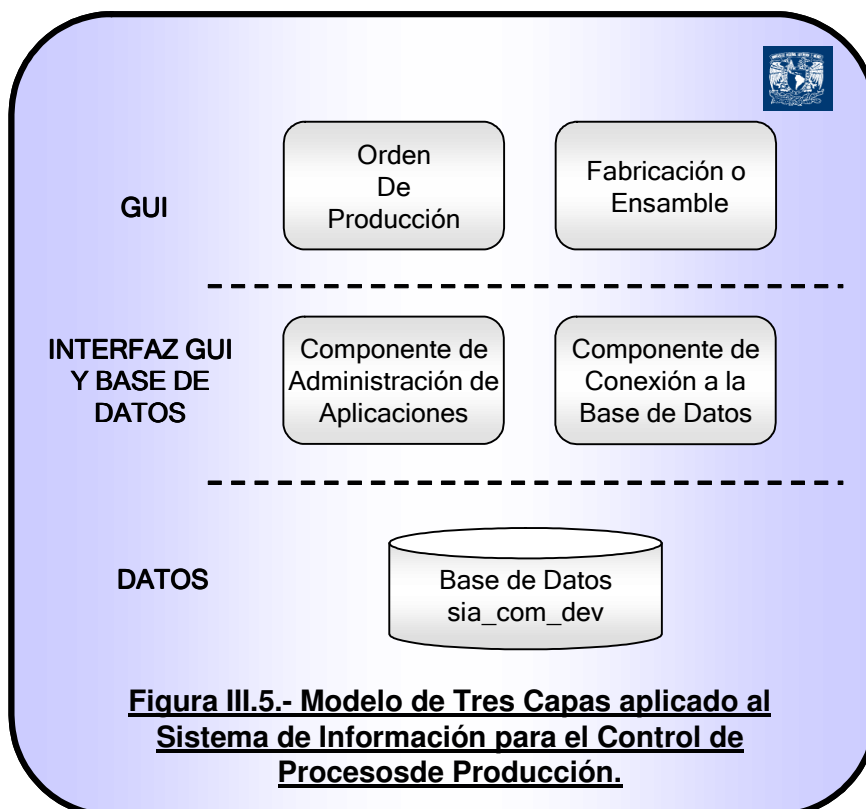 GUI
Orden
De
Producción
Fabricación o
Ensamble
INTERFAZ GUI
Y BASE DE
DATOS
Componente de
Administración de
Aplicaciones
Componente de
Conexión a la
Base de Datos
DATOS
Base de Datos
sia_com_dev
Figura III.5.- Modelo de Tres Capas aplicado al
Sistema de Información para el Control de
Procesosde Producción.